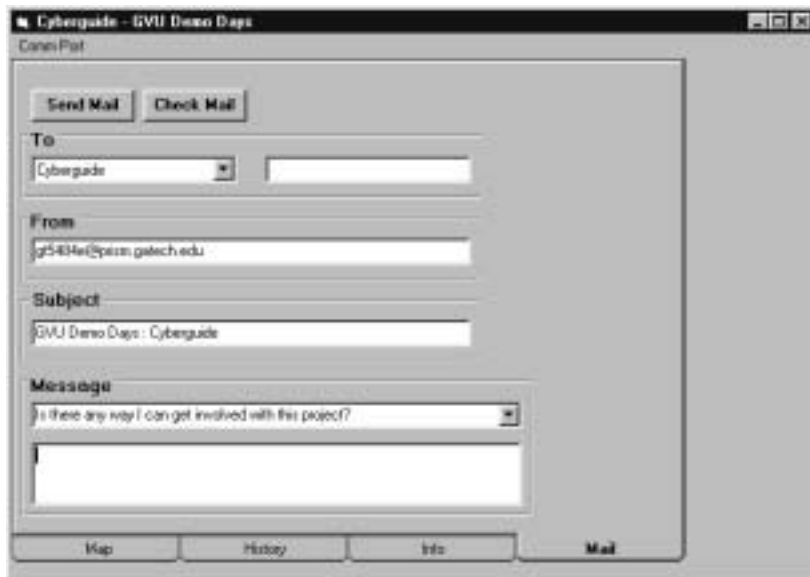 Cyberguide - GVU Demo Days
Comm Port
Send Mail Check Mail
To
Cyberguide
From
gt5484e@prism.gatech.edu
Subject
GVU Demo Days : Cyberguide
Message
Is there any way I can get involved with this project?
Map History Info Mail